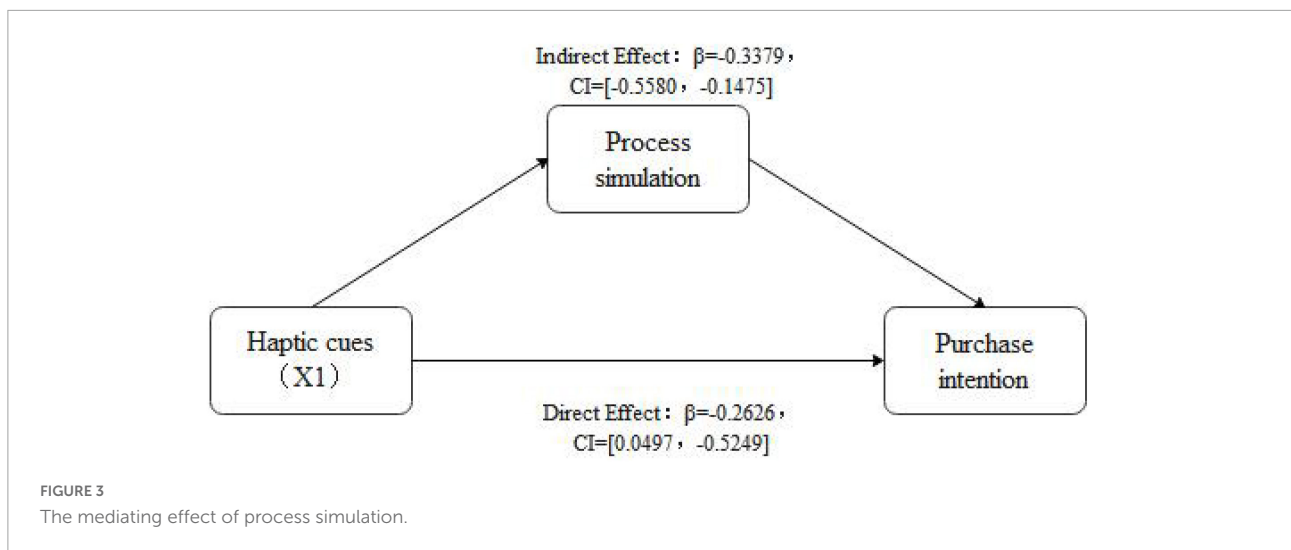 Indirect Effect：β=-0.3379，
CI=[-0.5580，-0.1475]
Process
simulation
Haptic cues
（X1）
Purchase
intention
Direct Effect：β=-0.2626，
CI=[0.0497，-0.5249]
FIGURE 3
The mediating effect of process simulation.